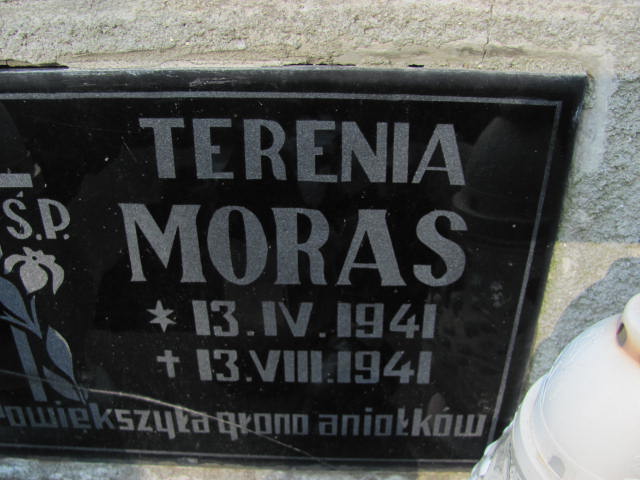 TERENIA
Ś.P.
MORAS
* 13.IV.1941
✝ 13.VIII.1941
Powiększyła grono aniołków